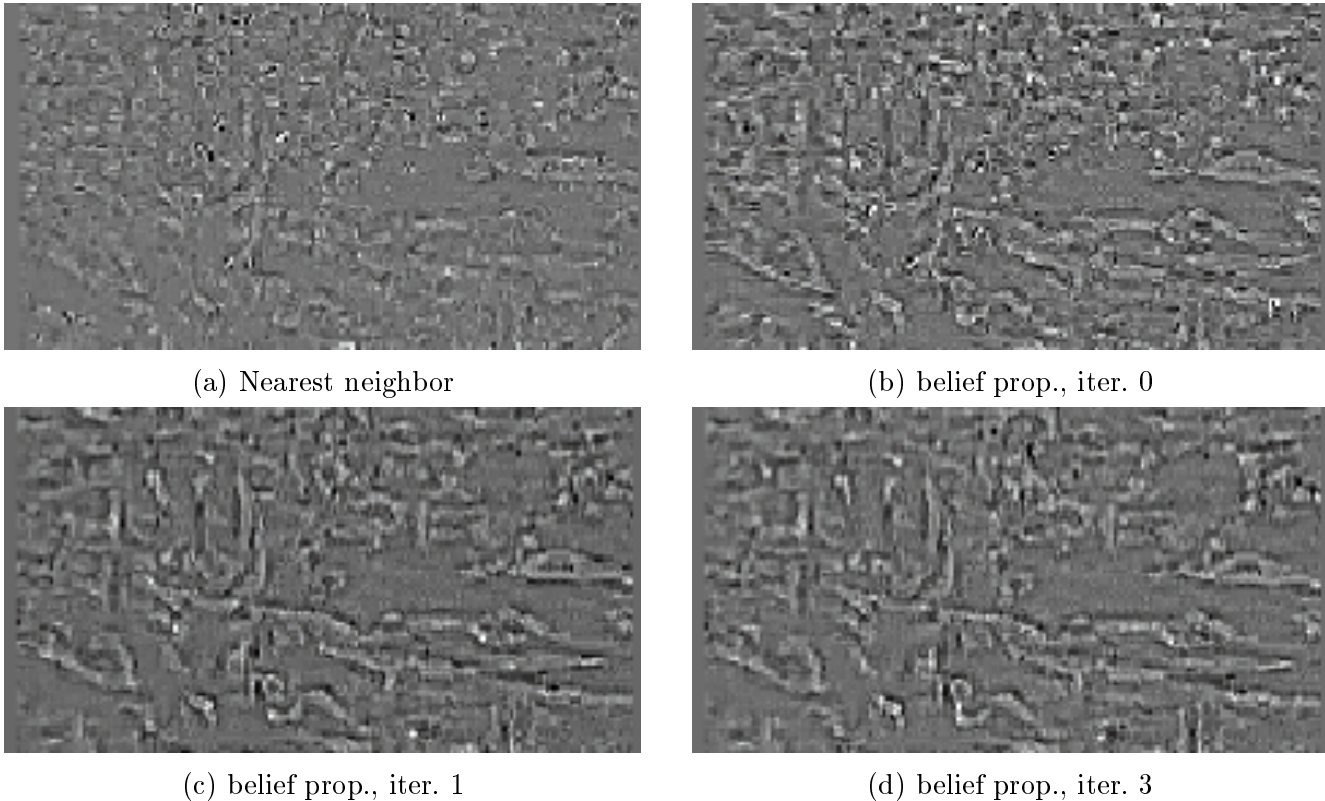 (a) Nearest neighbor
(b) belief prop., iter. 0
(c) belief prop., iter. 1
(d) belief prop., iter. 3